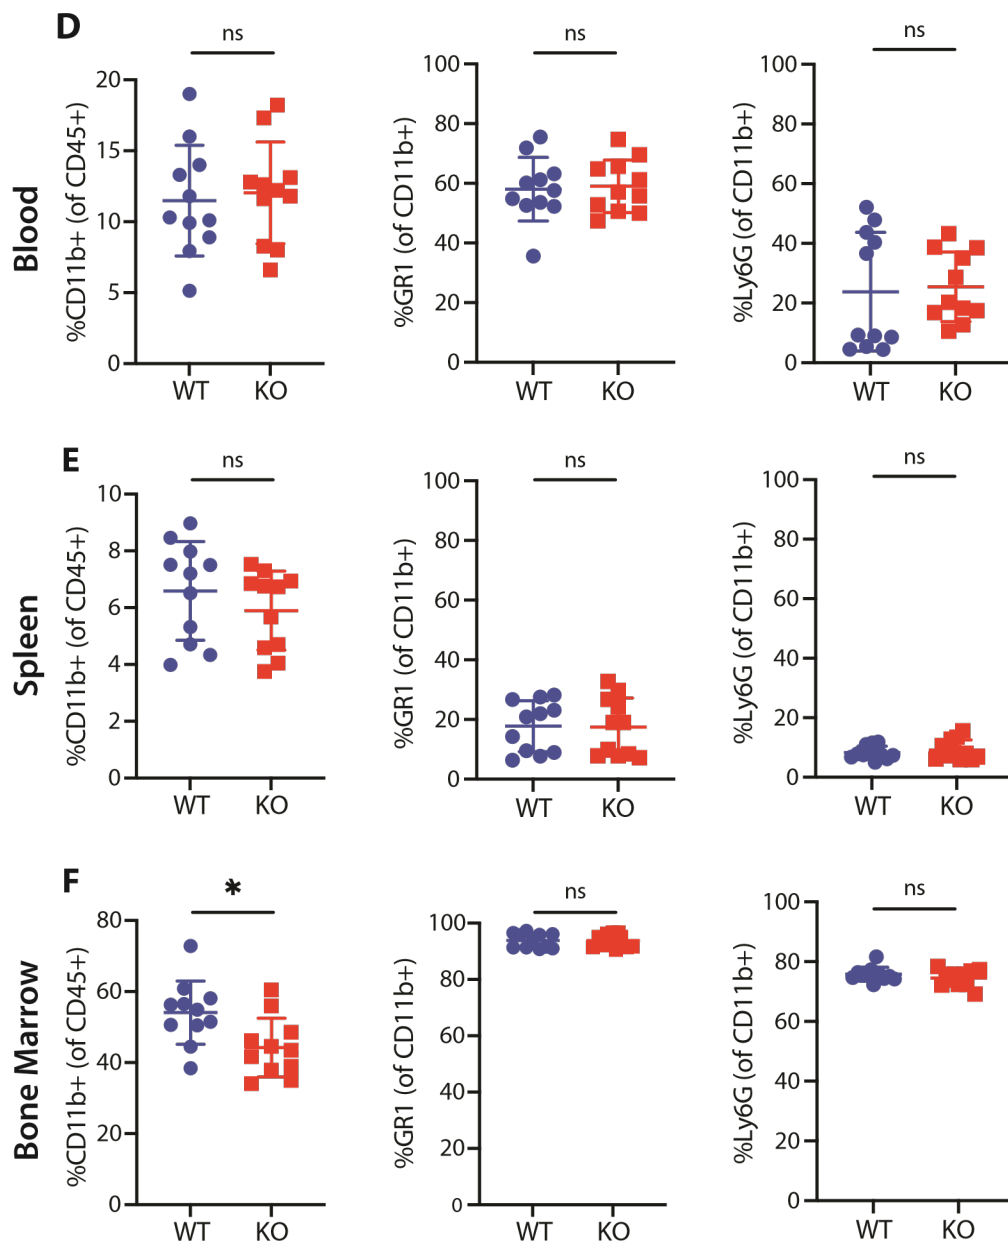 D
Blood
ns
%CD11b+ (of CD45+)
20
15
10
5
0
WT KO
ns
%GR1 (of CD11b+)
100
80
60
40
20
0
WT KO
ns
%Ly6G (of CD11b+)
100
80
60
40
20
0
WT KO
E
Spleen
ns
%CD11b+ (of CD45+)
10
8
6
4
2
0
WT KO
ns
%GR1 (of CD11b+)
100
80
60
40
20
0
WT KO
ns
%Ly6G (of CD11b+)
100
80
60
40
20
0
WT KO
F
Bone Marrow
*
%CD11b+ (of CD45+)
80
60
40
20
0
WT KO
ns
%GR1 (of CD11b+)
100
80
60
40
20
0
WT KO
ns
%Ly6G (of CD11b+)
100
80
60
40
20
0
WT KO